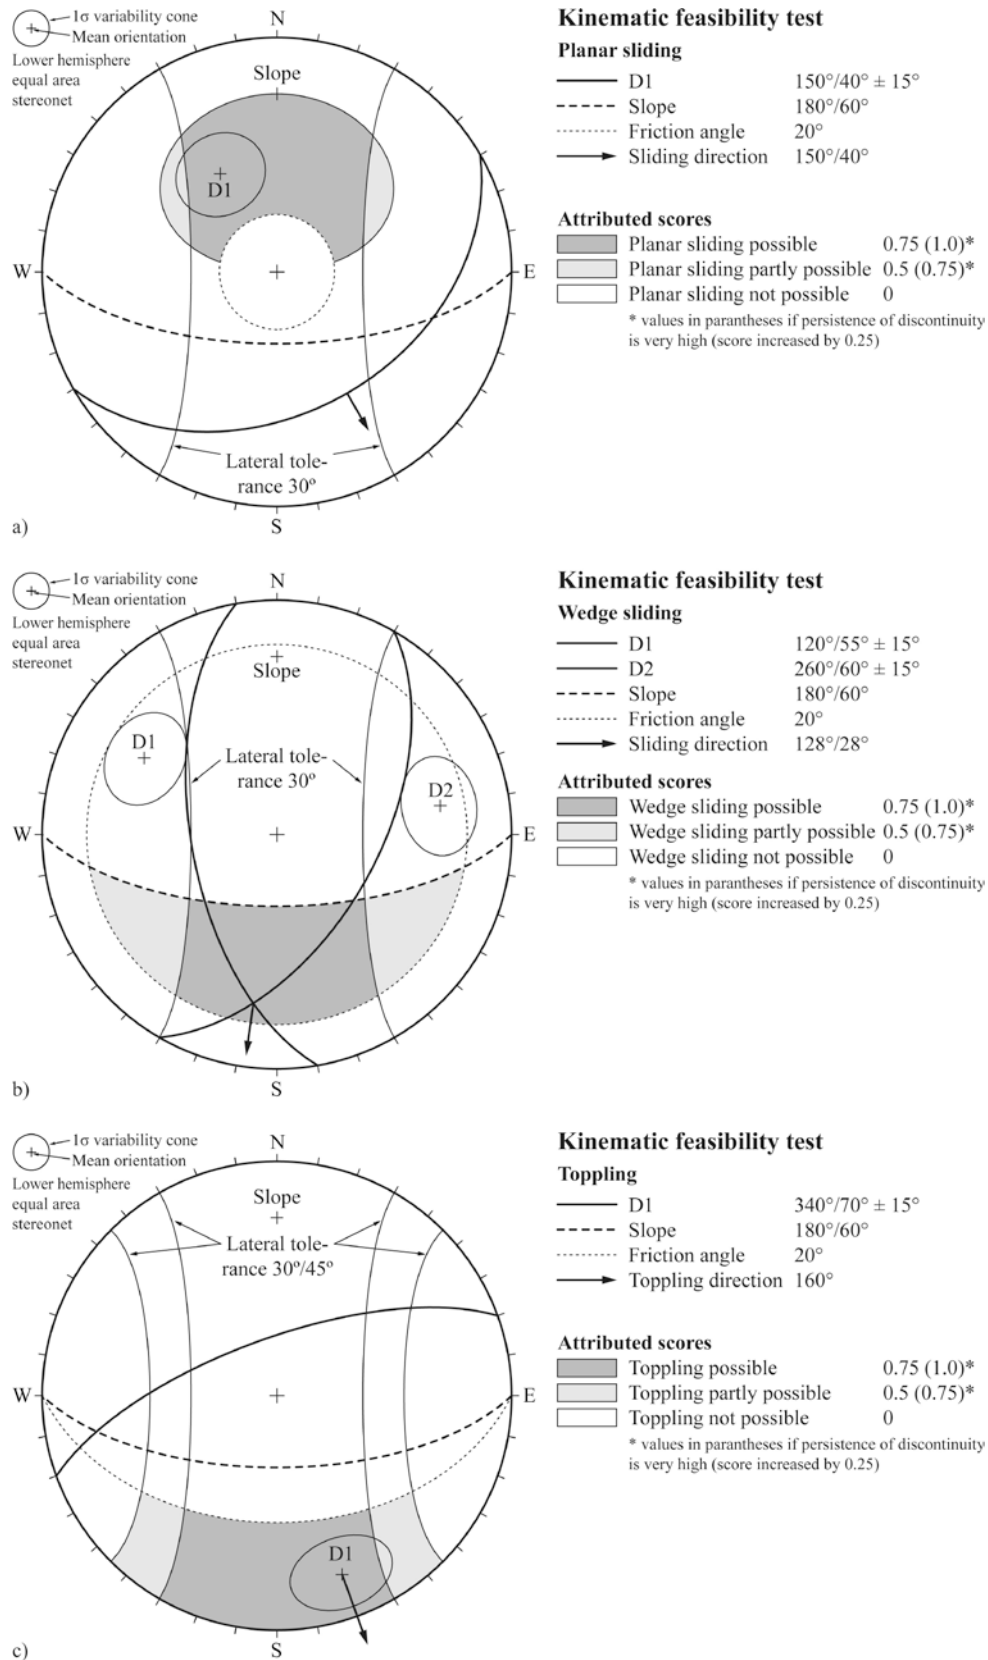 1σ variability cone
Mean orientation
Lower hemisphere
equal area
stereonet
N
Slope
D1
W
E
Lateral tole-
rance 30º
S
a)
Kinematic feasibility test
Planar sliding
D1 150°/40° ± 15°
Slope 180°/60°
Friction angle 20°
Sliding direction 150°/40°
Attributed scores
Planar sliding possible 0.75 (1.0)*
Planar sliding partly possible 0.5 (0.75)*
Planar sliding not possible 0
* values in parantheses if persistence of discontinuity
is very high (score increased by 0.25)
1σ variability cone
Mean orientation
Lower hemisphere
equal area
stereonet
N
Slope
D1
Lateral tole-
rance 30º
D2
W
E
S
b)
Kinematic feasibility test
Wedge sliding
D1 120°/55° ± 15°
D2 260°/60° ± 15°
Slope 180°/60°
Friction angle 20°
Sliding direction 128°/28°
Attributed scores
Wedge sliding possible 0.75 (1.0)*
Wedge sliding partly possible 0.5 (0.75)*
Wedge sliding not possible 0
* values in parantheses if persistence of discontinuity
is very high (score increased by 0.25)
1σ variability cone
Mean orientation
Lower hemisphere
equal area
stereonet
N
Slope
Lateral tole-
rance 30º/45º
W
E
D1
S
c)
Kinematic feasibility test
Toppling
D1 340°/70° ± 15°
Slope 180°/60°
Friction angle 20°
Toppling direction 160°
Attributed scores
Toppling possible 0.75 (1.0)*
Toppling partly possible 0.5 (0.75)*
Toppling not possible 0
* values in parantheses if persistence of discontinuity
is very high (score increased by 0.25)